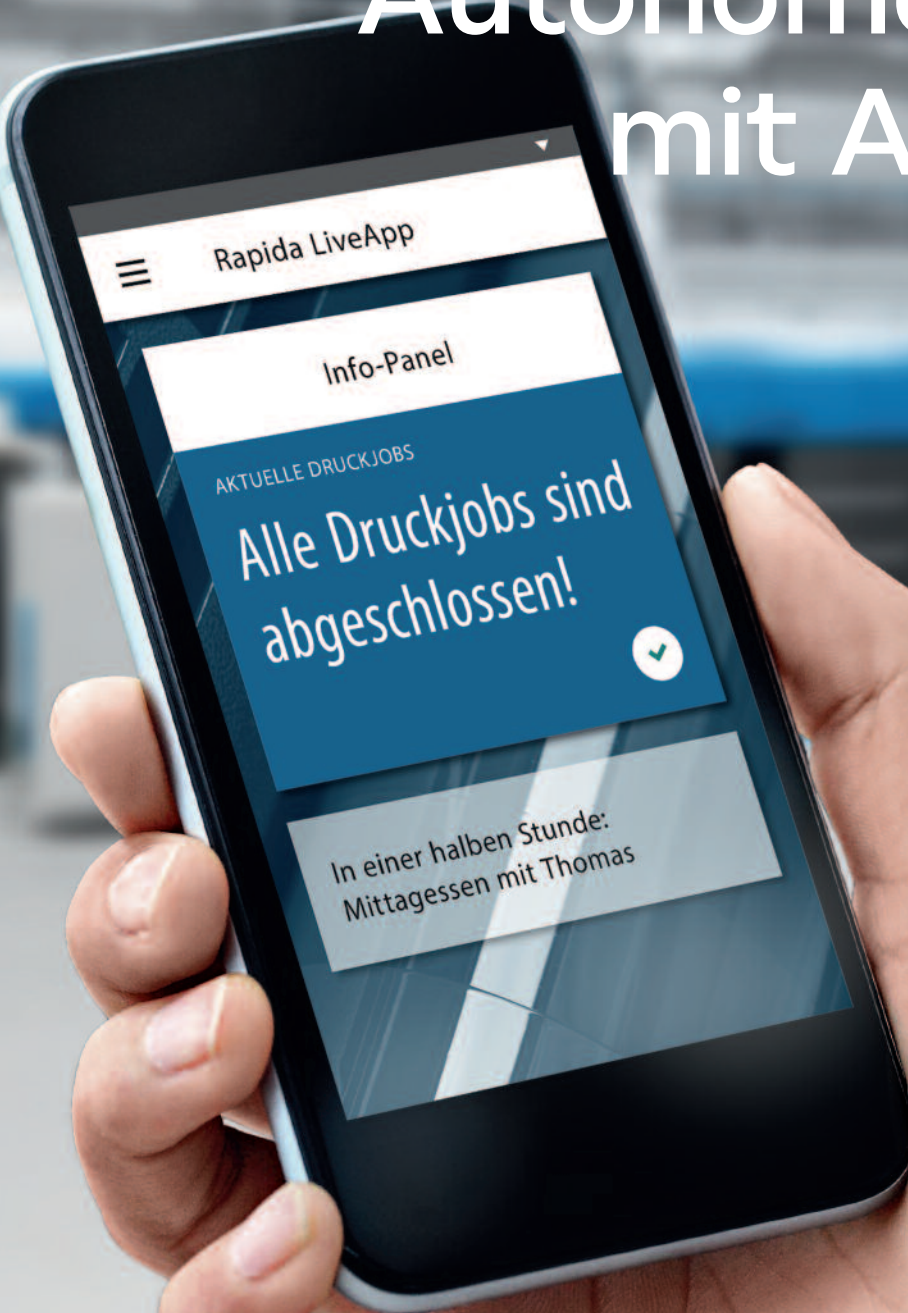 mit
Rapida LiveApp
Info-Panel
AKTUELLE DRUCKJOBS
Alle Druckjobs sind
abgeschlossen!
In einer halben Stunde:
Mittagessen mit Thomas